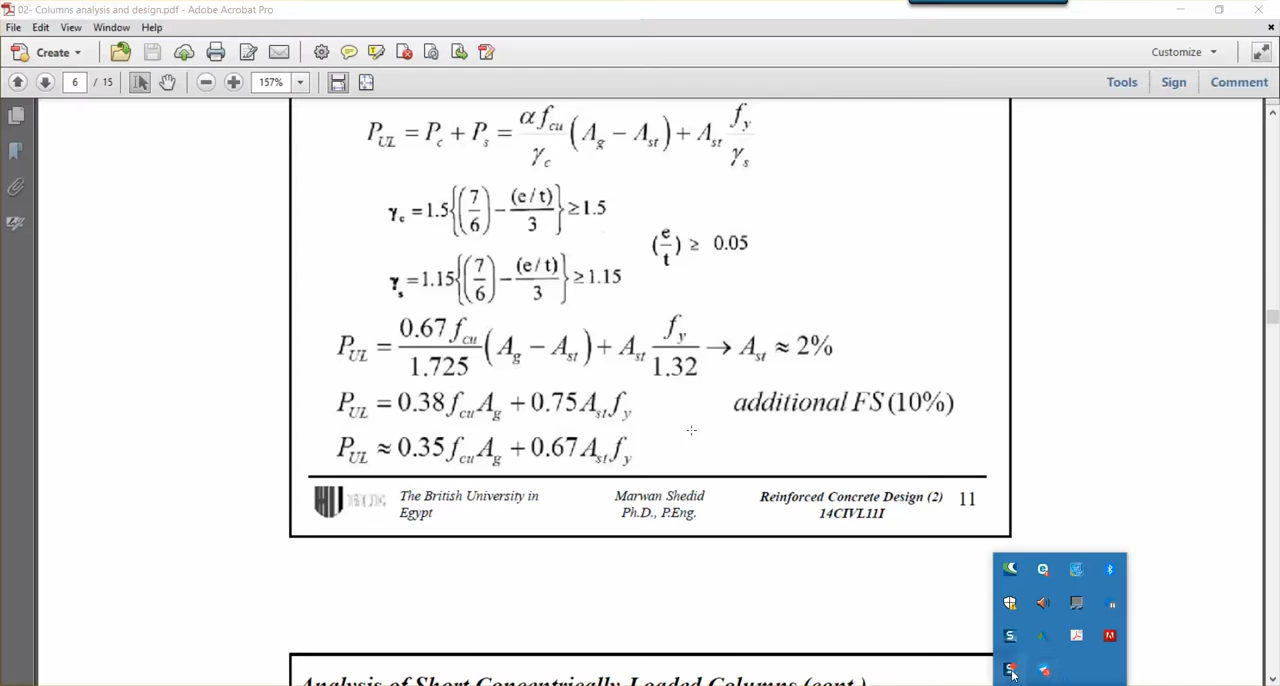 02- Columns analysis and design.pdf - Adobe Acrobat Pro
File Edit View Window Help
Create Customize
6 / 15 157% Tools Sign Comment
P_UL = P_c + P_s = α f_cu / γ_c (A_g − A_st) + A_st f_y / γ_s
γ_c = 1.5{(7/6) − (e/t)/3} ≥ 1.5
(e/t) ≥ 0.05
γ_s = 1.15{(7/6) − (e/t)/3} ≥ 1.15
P_UL = 0.67 f_cu / 1.725 (A_g − A_st) + A_st f_y / 1.32 → A_st ≈ 2%
P_UL = 0.38 f_cu A_g + 0.75 A_st f_y additional FS (10%)
P_UL ≈ 0.35 f_cu A_g + 0.67 A_st f_y
The British University in
Egypt
Marwan Shedid
Ph.D., P.Eng.
Reinforced Concrete Design (2)
14CIVL11I
11
Analysis of Short Concentrically Loaded Columns (cont.)